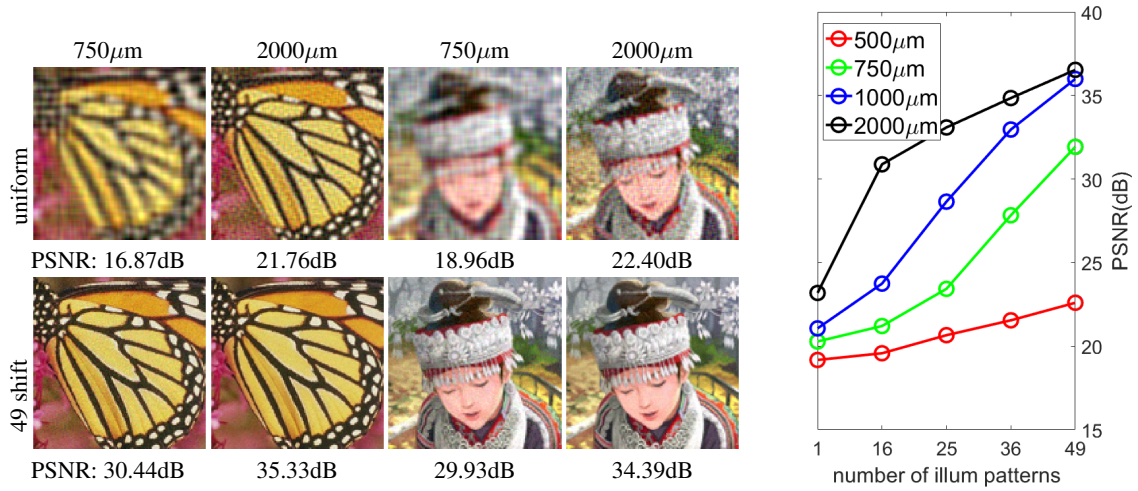 750μm 2000μm 750μm 2000μm
uniform
PSNR: 16.87dB 21.76dB 18.96dB 22.40dB
49 shift
PSNR: 30.44dB 35.33dB 29.93dB 34.39dB
500μm
750μm
1000μm
2000μm
40
35
30
25
20
15
PSNR(dB)
1 16 25 36 49
number of illum patterns